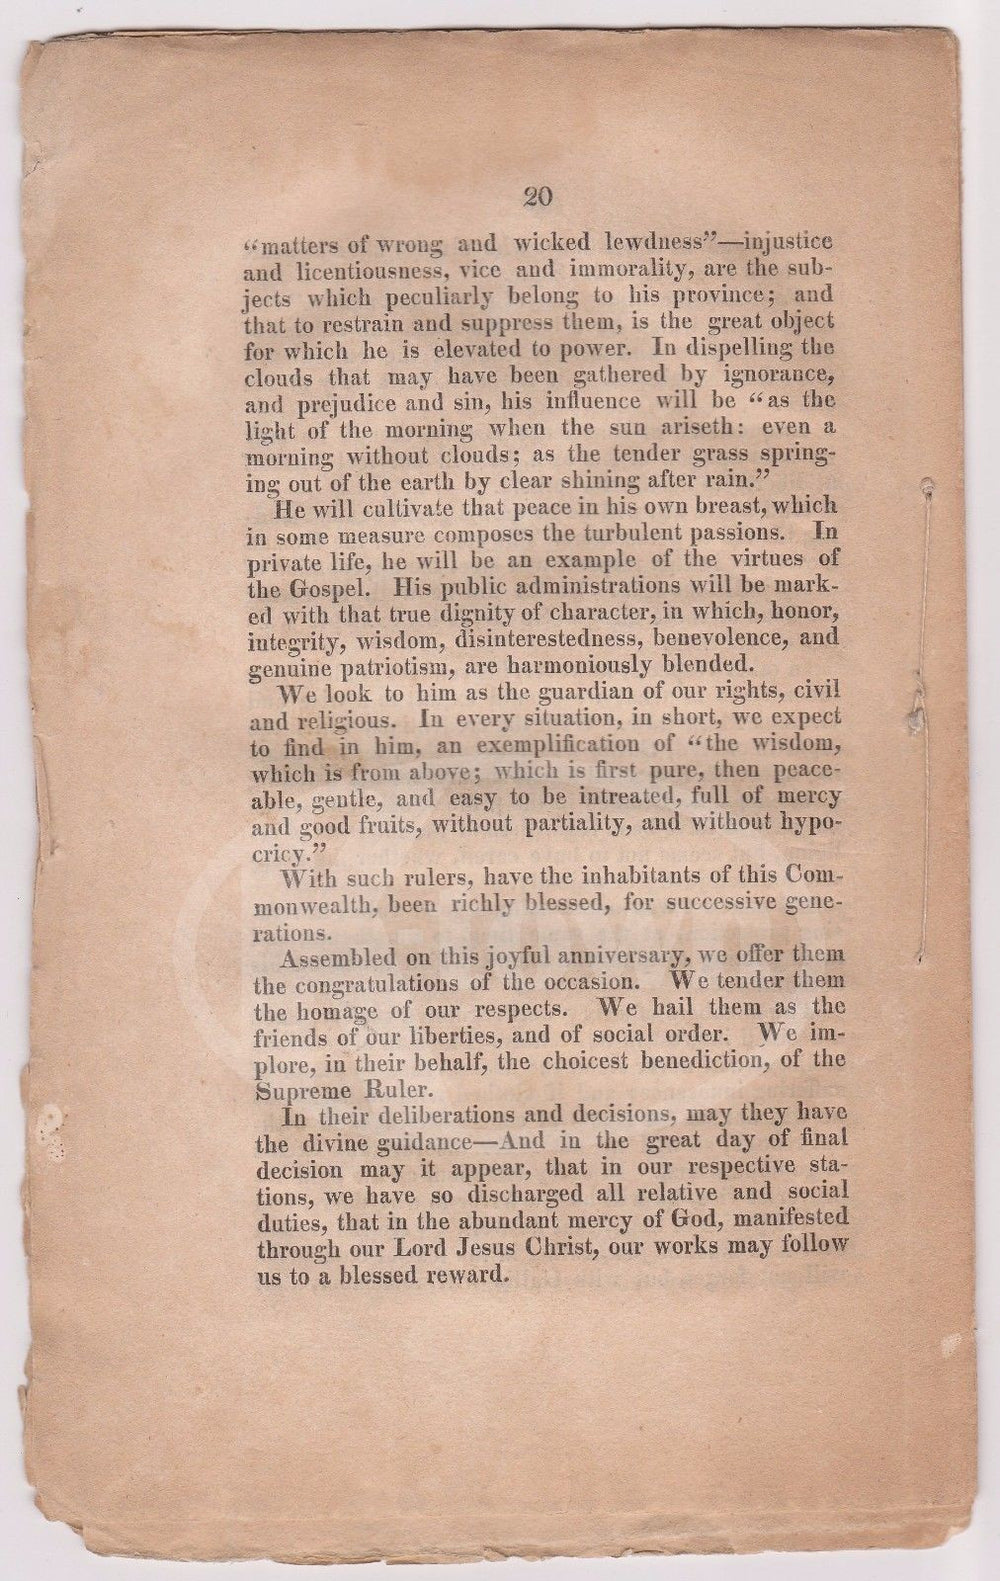 20
“matters of wrong and wicked lewdness”—injustice
and licentiousness, vice and immorality, are the sub-
jects which peculiarly belong to his province; and
that to restrain and suppress them, is the great object
for which he is elevated to power. In dispelling the
clouds that may have been gathered by ignorance,
and prejudice and sin, his influence will be “as the
light of the morning when the sun ariseth: even a
morning without clouds; as the tender grass spring-
ing out of the earth by clear shining after rain.”
He will cultivate that peace in his own breast, which
in some measure composes the turbulent passions. In
private life, he will be an example of the virtues of
the Gospel. His public administrations will be mark-
ed with that true dignity of character, in which, honor,
integrity, wisdom, disinterestedness, benevolence, and
genuine patriotism, are harmoniously blended.
We look to him as the guardian of our rights, civil
and religious. In every situation, in short, we expect
to find in him, an exemplification of “the wisdom,
which is from above; which is first pure, then peace-
able, gentle, and easy to be intreated, full of mercy
and good fruits, without partiality, and without hypo-
cricy.”
With such rulers, have the inhabitants of this Com-
monwealth, been richly blessed, for successive gene-
rations.
Assembled on this joyful anniversary, we offer them
the congratulations of the occasion. We tender them
the homage of our respects. We hail them as the
friends of our liberties, and of social order. We im-
plore, in their behalf, the choicest benediction, of the
Supreme Ruler.
In their deliberations and decisions, may they have
the divine guidance—And in the great day of final
decision may it appear, that in our respective sta-
tions, we have so discharged all relative and social
duties, that in the abundant mercy of God, manifested
through our Lord Jesus Christ, our works may follow
us to a blessed reward.